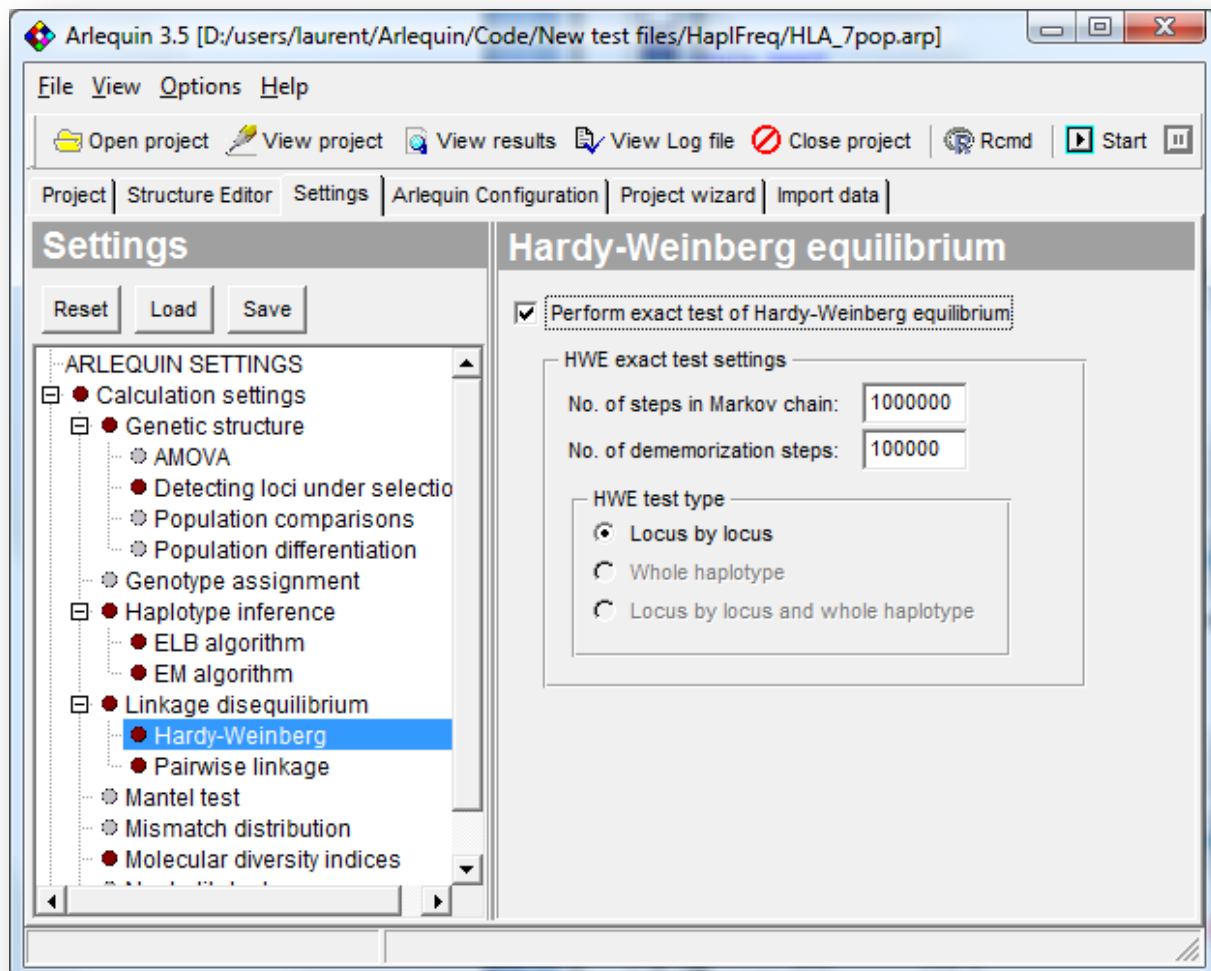 Arlequin 3.5 [D:/users/laurent/Arlequin/Code/New test files/HaplFreq/HLA_7pop.arp]
File View Options Help
Open project View project View results View Log file Close project Rcmd Start
Project Structure Editor Settings Arlequin Configuration Project wizard Import data
Settings
Reset Load Save
ARLEQUIN SETTINGS
Calculation settings
Genetic structure
AMOVA
Detecting loci under selectio
Population comparisons
Population differentiation
Genotype assignment
Haplotype inference
ELB algorithm
EM algorithm
Linkage disequilibrium
Hardy-Weinberg
Pairwise linkage
Mantel test
Mismatch distribution
Molecular diversity indices
Hardy-Weinberg equilibrium
Perform exact test of Hardy-Weinberg equilibrium
HWE exact test settings
No. of steps in Markov chain: 1000000
No. of dememorization steps: 100000
HWE test type
Locus by locus
Whole haplotype
Locus by locus and whole haplotype